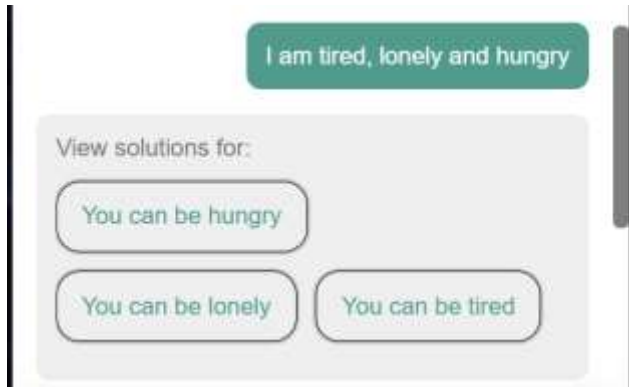 I am tired, lonely and hungry
View solutions for:
You can be hungry
You can be lonely
You can be tired